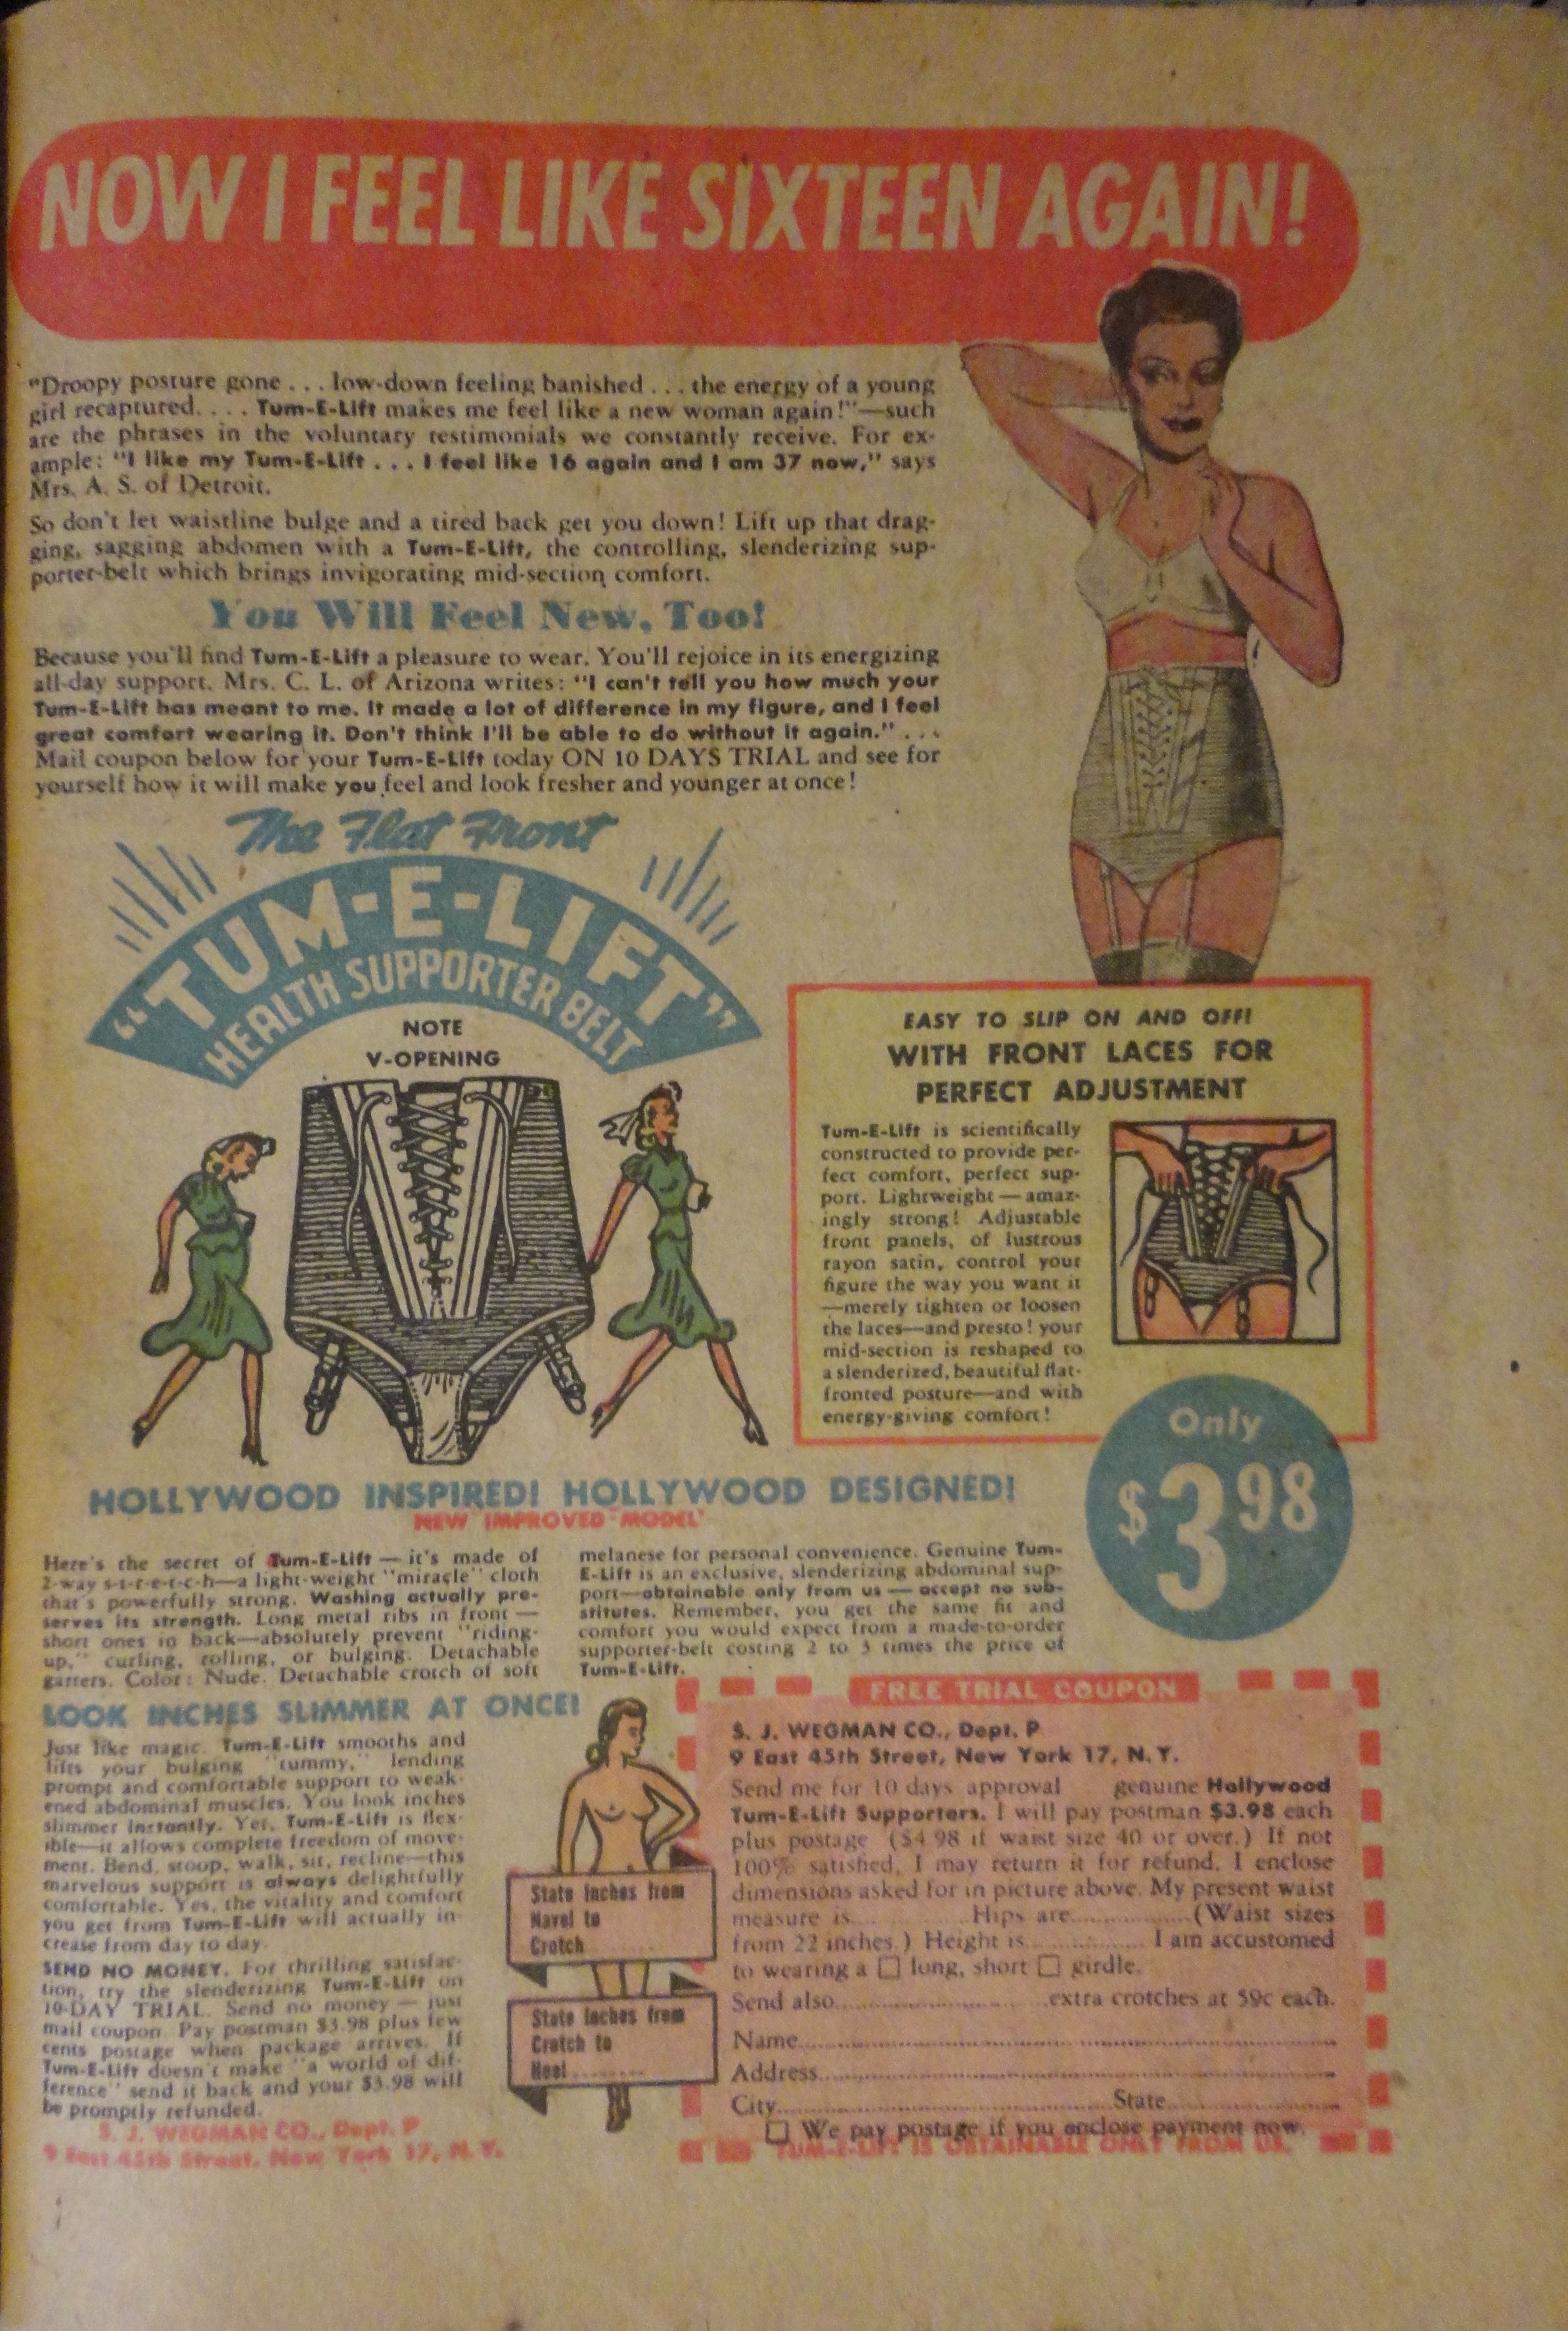 NOW I FEEL LIKE SIXTEEN AGAIN!
"Droopy posture gone . . . low-down feeling banished . . . the energy of a young
girl recaptured. . . . Tum-E-Lift makes me feel like a new woman again!"—such
are the phrases in the voluntary testimonials we constantly receive. For ex-
ample: "I like my Tum-E-Lift . . . I feel like 16 again and I am 37 now," says
Mrs. A. S. of Detroit.
So don't let waistline bulge and a tired back get you down! Lift up that drag-
ging, sagging abdomen with a Tum-E-Lift, the controlling, slenderizing sup-
porter-belt which brings invigorating mid-section comfort.
You Will Feel New, Too!
Because you'll find Tum-E-Lift a pleasure to wear. You'll rejoice in its energizing
all-day support. Mrs. C. L. of Arizona writes: "I can't tell you how much your
Tum-E-Lift has meant to me. It made a lot of difference in my figure, and I feel
great comfort wearing it. Don't think I'll be able to do without it again." . . .
Mail coupon below for your Tum-E-Lift today ON 10 DAYS TRIAL and see for
yourself how it will make you feel and look fresher and younger at once!
The Flat Front
"TUM-E-LIFT"
HEALTH SUPPORTER BELT
NOTE
V-OPENING
EASY TO SLIP ON AND OFF!
WITH FRONT LACES FOR
PERFECT ADJUSTMENT
Tum-E-Lift is scientifically
constructed to provide per-
fect comfort, perfect sup-
port. Lightweight — amaz-
ingly strong! Adjustable
front panels, of lustrous
rayon satin, control your
figure the way you want it
—merely tighten or loosen
the laces—and presto! your
mid-section is reshaped to
a slenderized, beautiful flat-
fronted posture—and with
energy-giving comfort!
Only
$3.98
HOLLYWOOD INSPIRED! HOLLYWOOD DESIGNED!
NEW IMPROVED MODEL
Here's the secret of Tum-E-Lift — it's made of
2-way s-t-r-e-t-c-h—a light-weight "miracle" cloth
that's powerfully strong. Washing actually pre-
serves its strength. Long metal ribs in front —
short ones in back—absolutely prevent "riding-
up," curling, rolling, or bulging. Detachable
garters. Color: Nude. Detachable crotch of soft
melanese for personal convenience. Genuine Tum-
E-Lift is an exclusive, slenderizing abdominal sup-
port—obtainable only from us — accept no sub-
stitutes. Remember, you get the same fit and
comfort you would expect from a made-to-order
supporter-belt costing 2 to 3 times the price of
Tum-E-Lift.
LOOK INCHES SLIMMER AT ONCE!
Just like magic, Tum-E-Lift smooths and
lifts your bulging "tummy," lending
prompt and comfortable support to weak-
ened abdominal muscles. You look inches
slimmer instantly. Yet, Tum-E-Lift is flex-
ible—it allows complete freedom of move-
ment. Bend, stoop, walk, sit, recline—this
marvelous support is always delightfully
comfortable. Yes, the vitality and comfort
you get from Tum-E-Lift will actually in-
crease from day to day.
SEND NO MONEY. For thrilling satisfac-
tion, try the slenderizing Tum-E-Lift on
10-DAY TRIAL. Send no money — just
mail coupon. Pay postman $3.98 plus few
cents postage when package arrives. If
Tum-E-Lift doesn't make "a world of dif-
ference" send it back and your $3.98 will
be promptly refunded.
S. J. WEGMAN CO., Dept. P
9 East 45th Street, New York 17, N. Y.
State inches from
Navel to
Crotch
State inches from
Crotch to
Heel.........
FREE TRIAL COUPON
S. J. WEGMAN CO., Dept. P
9 East 45th Street, New York 17, N. Y.
Send me for 10 days approval genuine Hollywood
Tum-E-Lift Supporters. I will pay postman $3.98 each
plus postage ($4.98 if waist size 40 or over.) If not
100% satisfied, I may return it for refund. I enclose
dimensions asked for in picture above. My present waist
measure is............Hips are............(Waist sizes
from 22 inches.) Height is............ I am accustomed
to wearing a ☐ long, short ☐ girdle.
Send also......................extra crotches at 59c each.
Name..................................................
Address..................................................
City..............................State....................
☐ We pay postage if you enclose payment now.
TUM-E-LIFT IS OBTAINABLE ONLY FROM US.